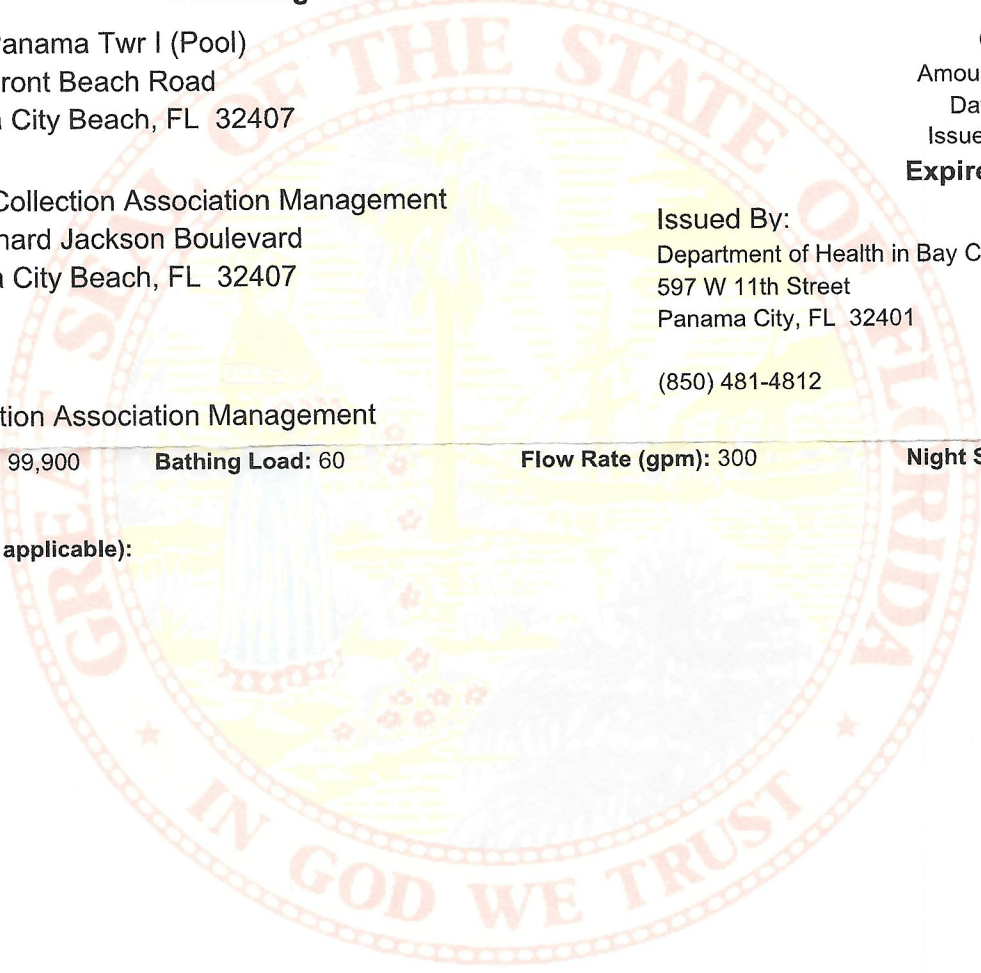 Panama Twr I (Pool)
ront Beach Road
City Beach, FL 32407
Collection Association Management
hard Jackson Boulevard
City Beach, FL 32407
tion Association Management
Amou
Da
Issue
Expire
Issued By:
Department of Health in Bay C
597 W 11th Street
Panama City, FL 32401
(850) 481-4812
99,900 Bathing Load: 60 Flow Rate (gpm): 300 Night S
applicable):
GREAT SEAL OF THE STATE OF FLORIDA
IN GOD WE TRUST